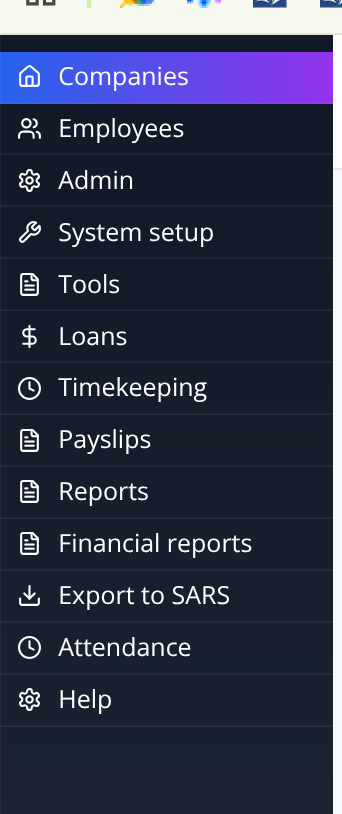 Companies
Employees
Admin
System setup
Tools
Loans
Timekeeping
Payslips
Reports
Financial reports
Export to SARS
Attendance
Help